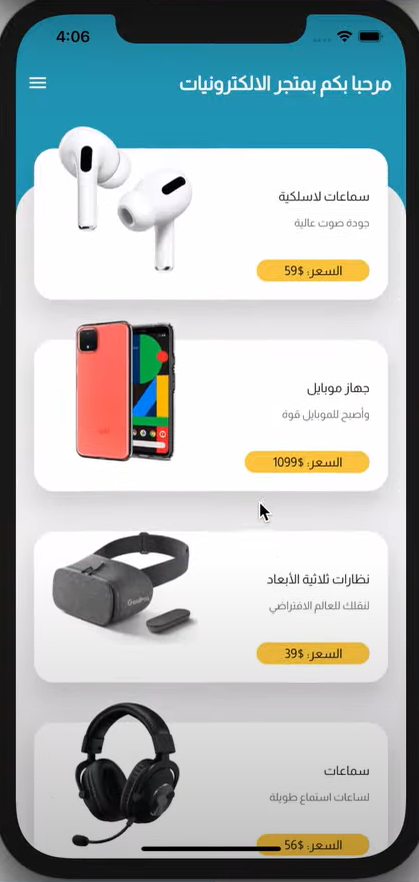 4:06
مرحبا بكم بمتجر الالكترونيات
سماعات لاسلكية
جودة صوت عالية
السعر: 59$
جهاز موبايل
وأصبح للموبايل قوة
السعر: 1099$
نظارات ثلاثية الأبعاد
لنقلك للعالم الافتراضي
السعر: 39$
سماعات
لساعات استماع طويلة
السعر: 56$